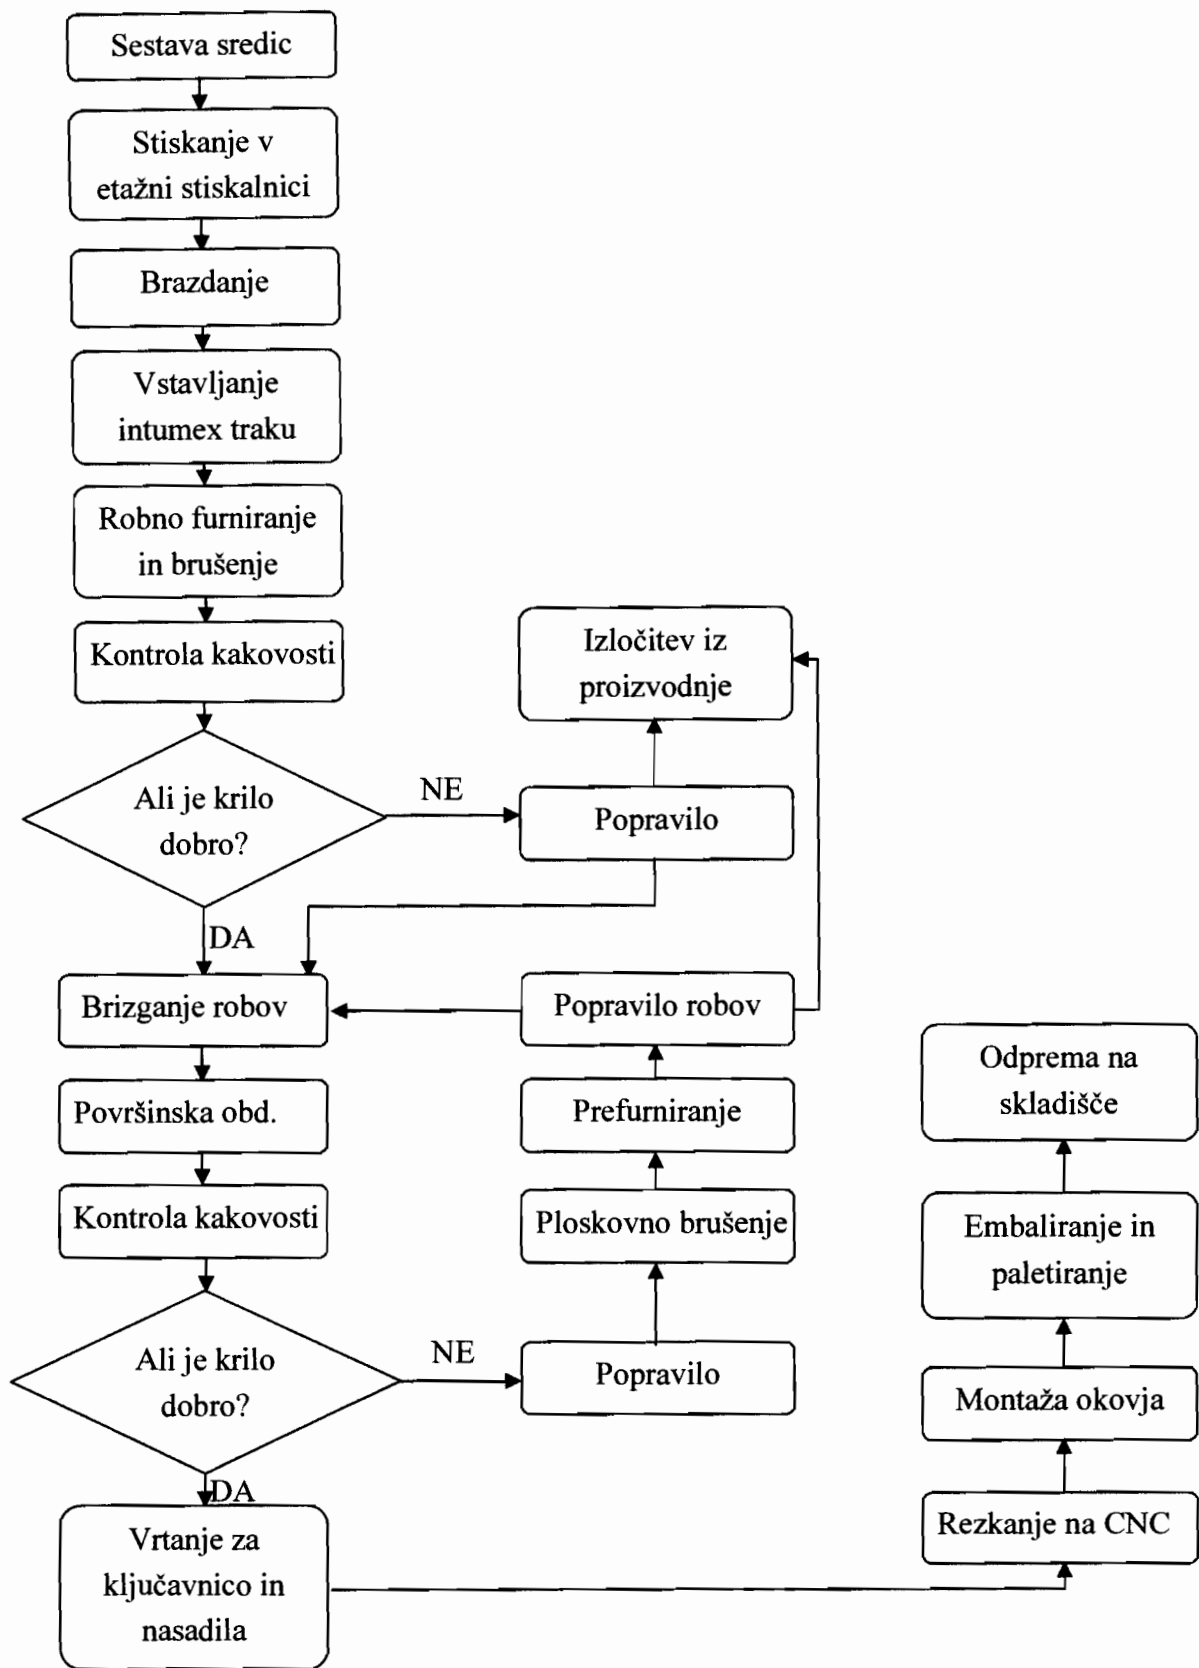 Sestava sredic
Stiskanje v
etažni stiskalnici
Brazdanje
Vstavljanje
intumex traku
Robno furniranje
in brušenje
Kontrola kakovosti
Izločitev iz
proizvodnje
Ali je krilo
dobro?
NE
Popravilo
DA
Brizganje robov
Popravilo robov
Površinska obd.
Prefurniranje
Kontrola kakovosti
Ploskovno brušenje
Ali je krilo
dobro?
NE
Popravilo
DA
Vrtanje za
ključavnico in
nasadila
Odprema na
skladišče
Embaliranje in
paletiranje
Montaža okovja
Rezkanje na CNC